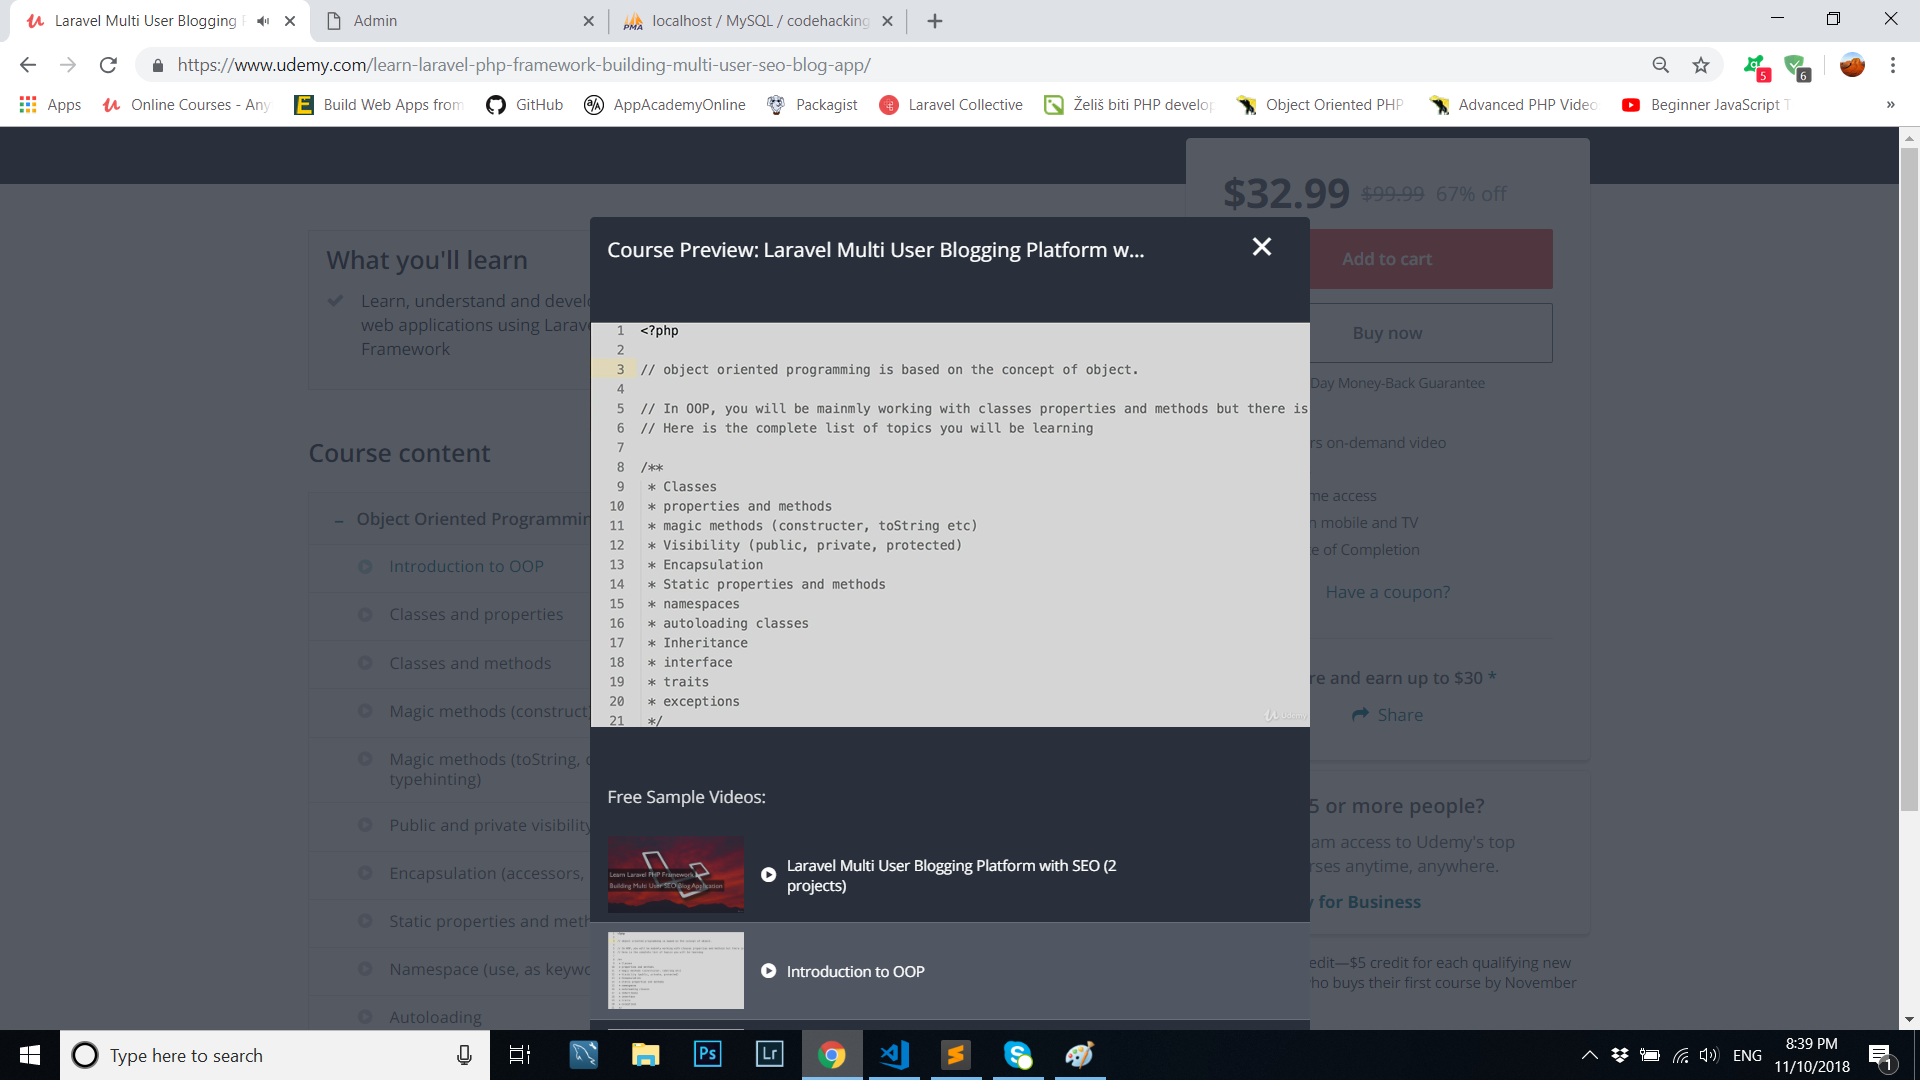 Laravel Multi User Blogging
Admin
localhost / MySQL / codehacking
https://www.udemy.com/learn-laravel-php-framework-building-multi-user-seo-blog-app/
5
6
Apps
Online Courses - Any
Build Web Apps from
GitHub
AppAcademyOnline
Packagist
Laravel Collective
Želiš biti PHP develop
Object Oriented PHP
Advanced PHP Video
Beginner JavaScript T
»
$32.99 $99.99 67% off
Add to cart
Buy now
Day Money-Back Guarantee
rs on-demand video
me access
n mobile and TV
e of Completion
Have a coupon?
re and earn up to $30 *
Share
5 or more people?
am access to Udemy's top
rses anytime, anywhere.
y for Business
edit—$5 credit for each qualifying new
ho buys their first course by November
What you'll learn
Learn, understand and devel
web applications using Larav
Framework
Course content
– Object Oriented Programmin
Introduction to OOP
Classes and properties
Classes and methods
Magic methods (construct
Magic methods (toString, c
typehinting)
Public and private visibility
Encapsulation (accessors,
Static properties and meth
Namespace (use, as keywo
Autoloading
Course Preview: Laravel Multi User Blogging Platform w...
1 <?php
2
3 // object oriented programming is based on the concept of object.
4
5 // In OOP, you will be mainmly working with classes properties and methods but there is
6 // Here is the complete list of topics you will be learning
7
8 /**
9 * Classes
10 * properties and methods
11 * magic methods (constructer, toString etc)
12 * Visibility (public, private, protected)
13 * Encapsulation
14 * Static properties and methods
15 * namespaces
16 * autoloading classes
17 * Inheritance
18 * interface
19 * traits
20 * exceptions
21 */
Udemy
Free Sample Videos:
Learn Laravel PHP Framework
Building Multi User SEO Blog Application
Laravel Multi User Blogging Platform with SEO (2
projects)
Introduction to OOP
Type here to search
Ps
Lr
ENG
8:39 PM
11/10/2018
1